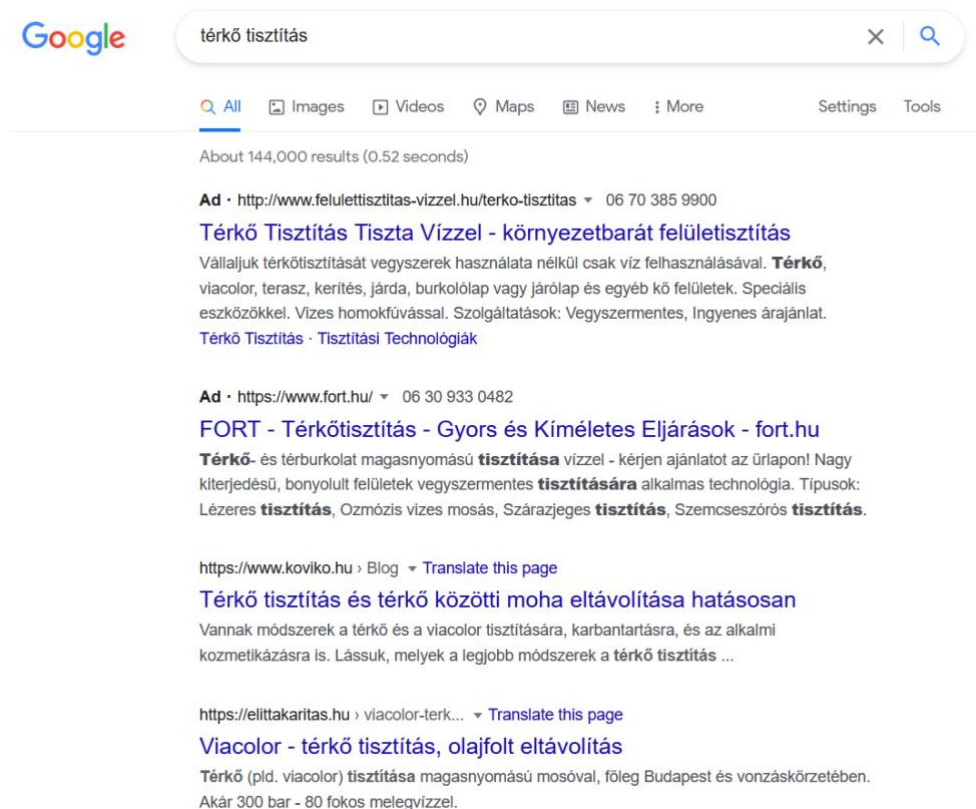 Google
térkő tisztítás
All Images Videos Maps News More Settings Tools
About 144,000 results (0.52 seconds)
Ad · http://www.felulettisztitas-vizzel.hu/terko-tisztitas 06 70 385 9900
Térkő Tisztítás Tiszta Vízzel - környezetbarát felületisztítás
Vállaljuk térkőtisztítását vegyszerek használata nélkül csak víz felhasználásával. Térkő,
viacolor, terasz, kerítés, járda, burkolólap vagy járólap és egyéb kő felületek. Speciális
eszközökkel. Vizes homokfúvással. Szolgáltatások: Vegyszermentes, Ingyenes árajánlat.
Térkő Tisztítás · Tisztítási Technológiák
Ad · https://www.fort.hu/ 06 30 933 0482
FORT - Térkőtisztítás - Gyors és Kíméletes Eljárások - fort.hu
Térkő- és térburkolat magasnyomású tisztítása vízzel - kérjen ajánlatot az ürlapon! Nagy
kiterjedésű, bonyolult felületek vegyszermentes tisztítására alkalmas technológia. Típusok:
Lézeres tisztítás, Ozmózis vizes mosás, Szárazjeges tisztítás, Szemcseszórós tisztítás.
https://www.koviko.hu › Blog Translate this page
Térkő tisztítás és térkő közötti moha eltávolítása hatásosan
Vannak módszerek a térkő és a viacolor tisztítására, karbantartásra, és az alkalmi
kozmetikázásra is. Lássuk, melyek a legjobb módszerek a térkő tisztítás ...
https://elittakaritas.hu › viacolor-terk... Translate this page
Viacolor - térkő tisztítás, olajfolt eltávolítás
Térkő (pld. viacolor) tisztítása magasnyomású mosóval, főleg Budapest és vonzáskörzetében.
Akár 300 bar - 80 fokos melegvízzel.